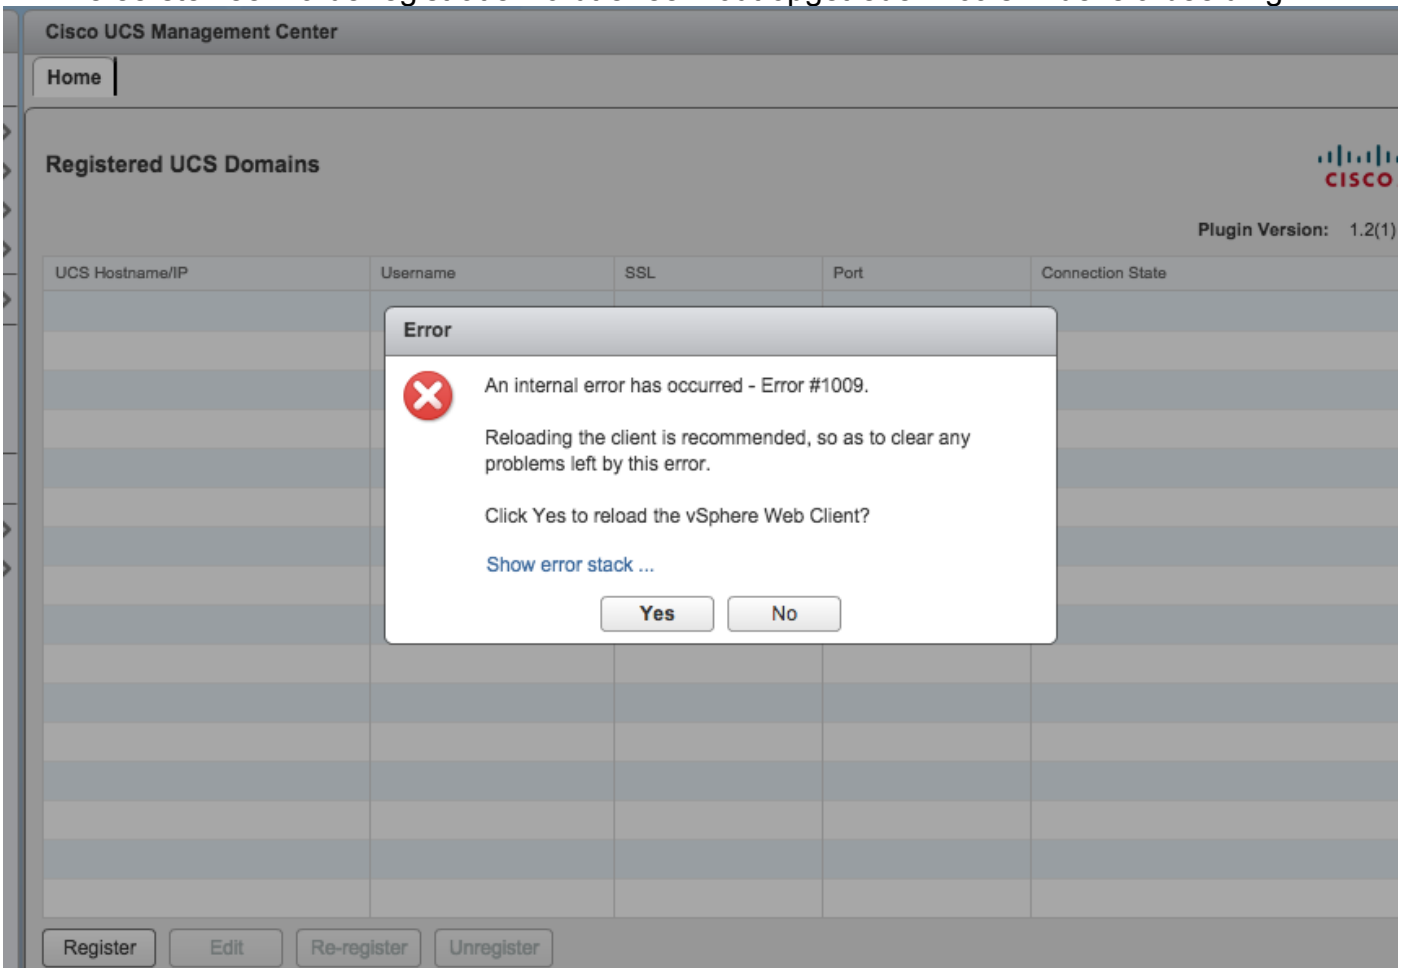 Cisco UCS Management Center
Home
Registered UCS Domains
CISCO
Plugin Version: 1.2(1)
UCS Hostname/IP Username SSL Port Connection State
Error
An internal error has occurred - Error #1009.
Reloading the client is recommended, so as to clear any
problems left by this error.
Click Yes to reload the vSphere Web Client?
Show error stack ...
Yes No
Register Edit Re-register Unregister